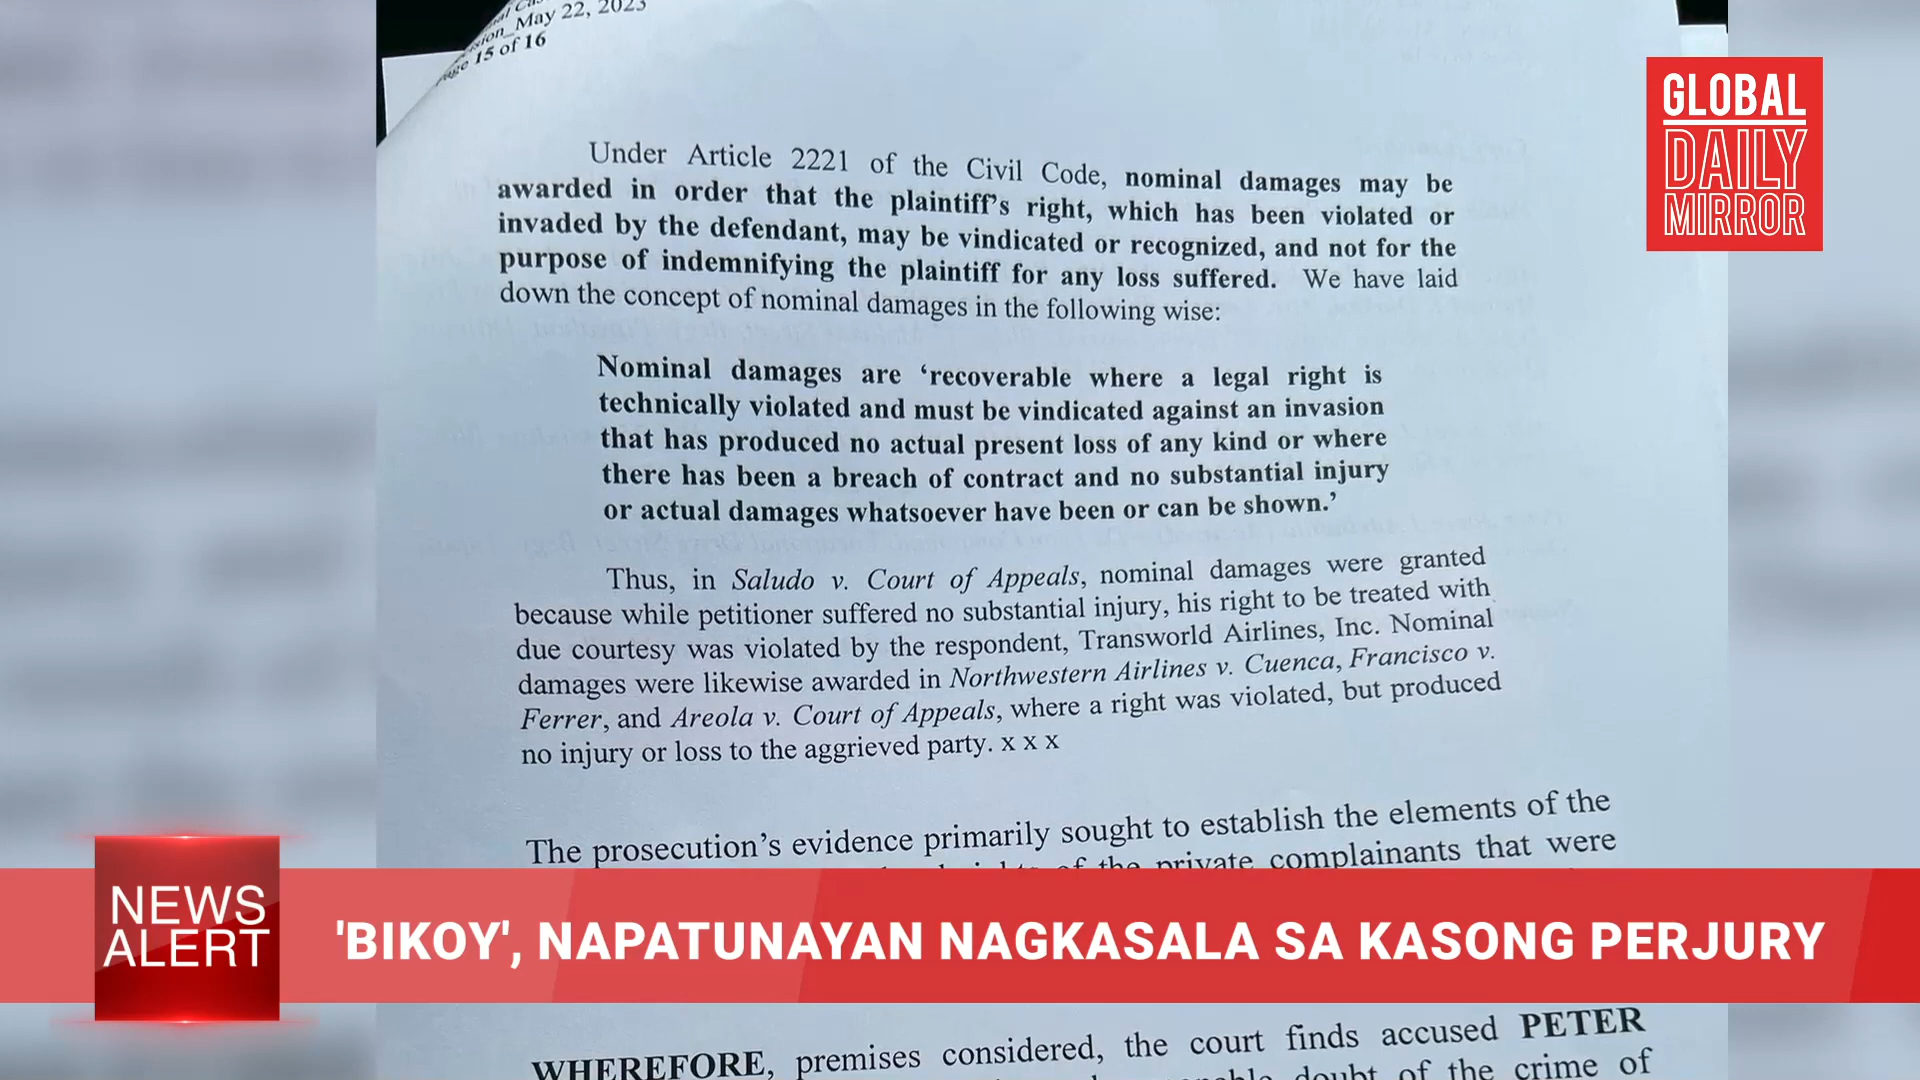 May 22, 2023
15 of 16
Under Article 2221 of the Civil Code, nominal damages may be
awarded in order that the plaintiff's right, which has been violated or
invaded by the defendant, may be vindicated or recognized, and not for the
purpose of indemnifying the plaintiff for any loss suffered. We have laid
down the concept of nominal damages in the following wise:
Nominal damages are ‘recoverable where a legal right is
technically violated and must be vindicated against an invasion
that has produced no actual present loss of any kind or where
there has been a breach of contract and no substantial injury
or actual damages whatsoever have been or can be shown.’
Thus, in Saludo v. Court of Appeals, nominal damages were granted
because while petitioner suffered no substantial injury, his right to be treated with
due courtesy was violated by the respondent, Transworld Airlines, Inc. Nominal
damages were likewise awarded in Northwestern Airlines v. Cuenca, Francisco v.
Ferrer, and Areola v. Court of Appeals, where a right was violated, but produced
no injury or loss to the aggrieved party. x x x
The prosecution's evidence primarily sought to establish the elements of the
of the private complainants that were
WHEREFORE, premises considered, the court finds accused PETER
doubt of the crime of
GLOBAL
DAILY
MIRROR
NEWS
ALERT
'BIKOY', NAPATUNAYAN NAGKASALA SA KASONG PERJURY